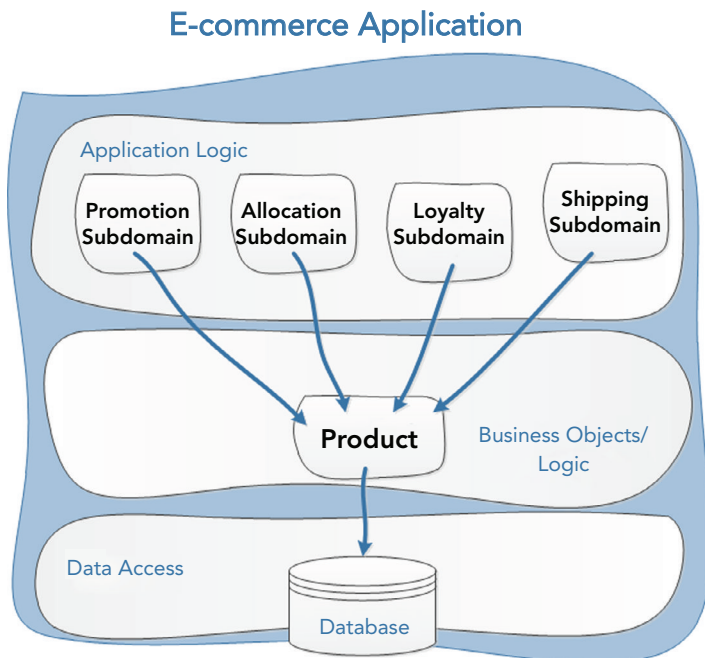 E-commerce Application
Application Logic
Promotion
Subdomain
Allocation
Subdomain
Loyalty
Subdomain
Shipping
Subdomain
Product
Business Objects/
Logic
Data Access
Database